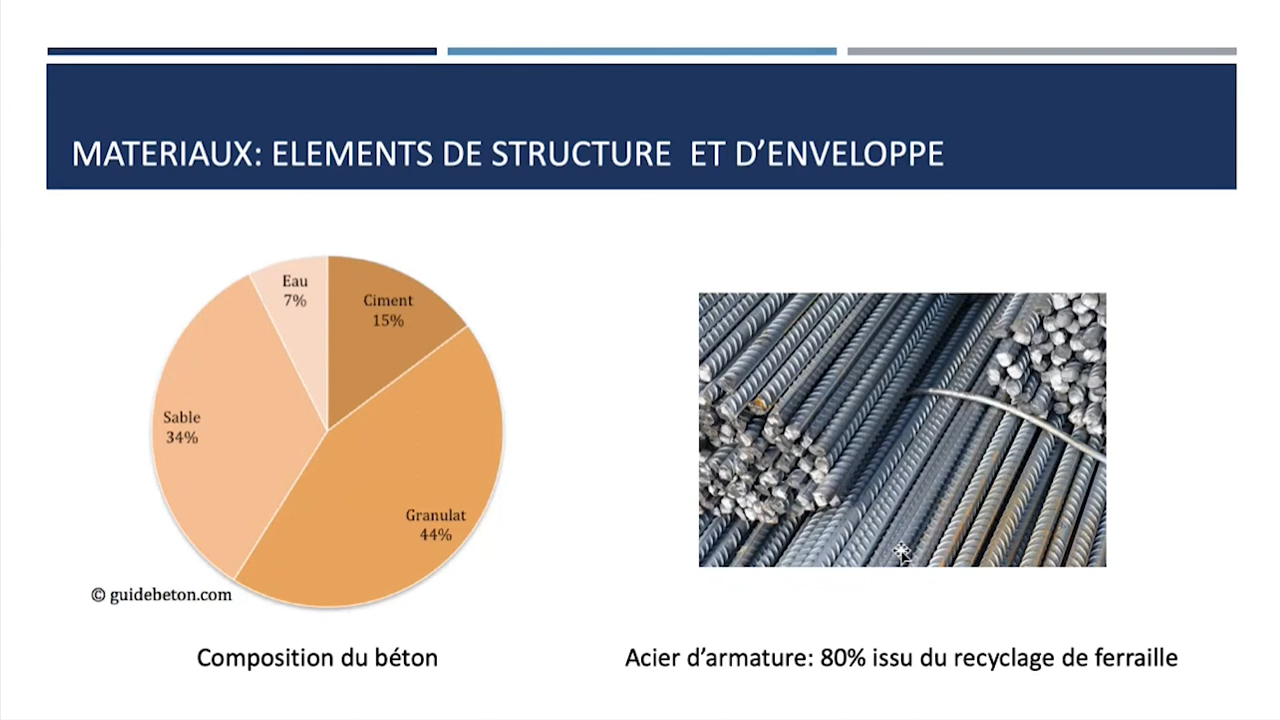 MATERIAUX: ELEMENTS DE STRUCTURE ET D’ENVELOPPE
Eau
7%
Ciment
15%
Sable
34%
Granulat
44%
© guidebeton.com
Composition du béton
Acier d’armature: 80% issu du recyclage de ferraille